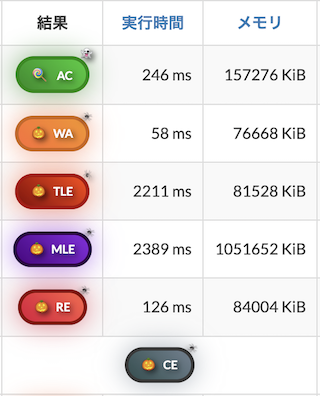 結果 実行時間 メモリ
AC 246 ms 157276 KiB
WA 58 ms 76668 KiB
TLE 2211 ms 81528 KiB
MLE 2389 ms 1051652 KiB
RE 126 ms 84004 KiB
CE